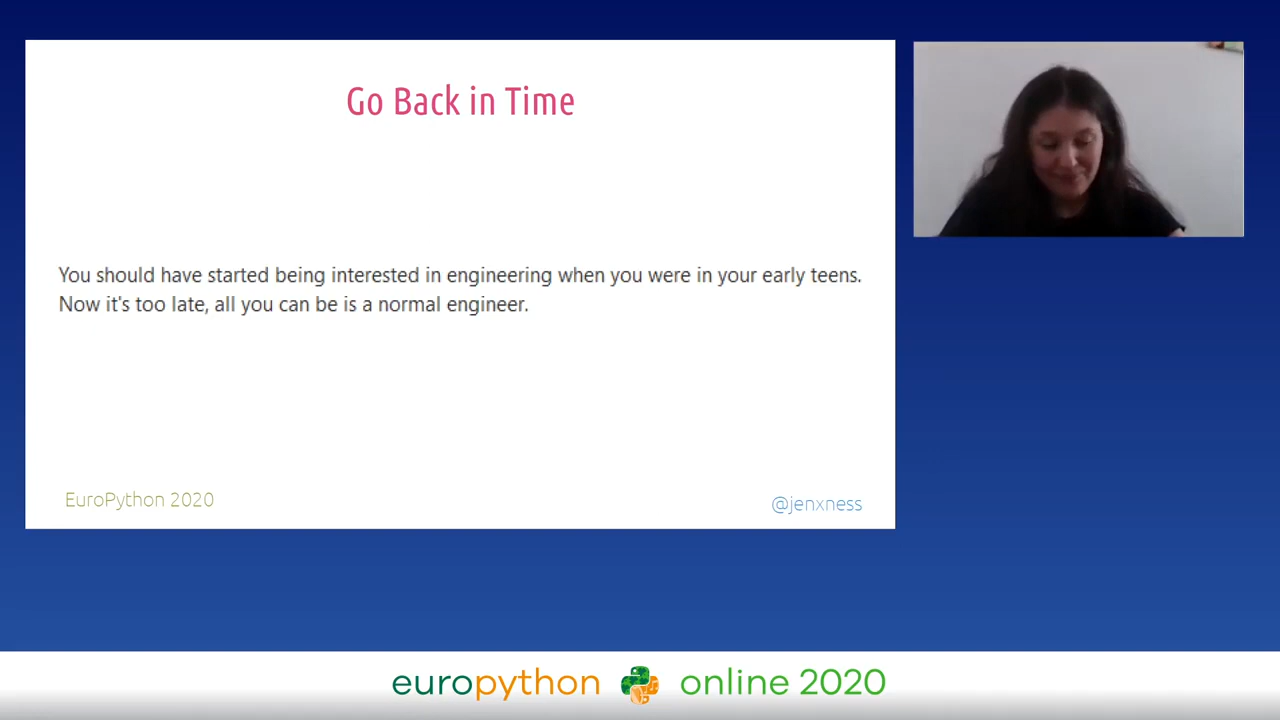 Go Back in Time
You should have started being interested in engineering when you were in your early teens.
Now it's too late, all you can be is a normal engineer.
EuroPython 2020
@jenxness
europython online 2020